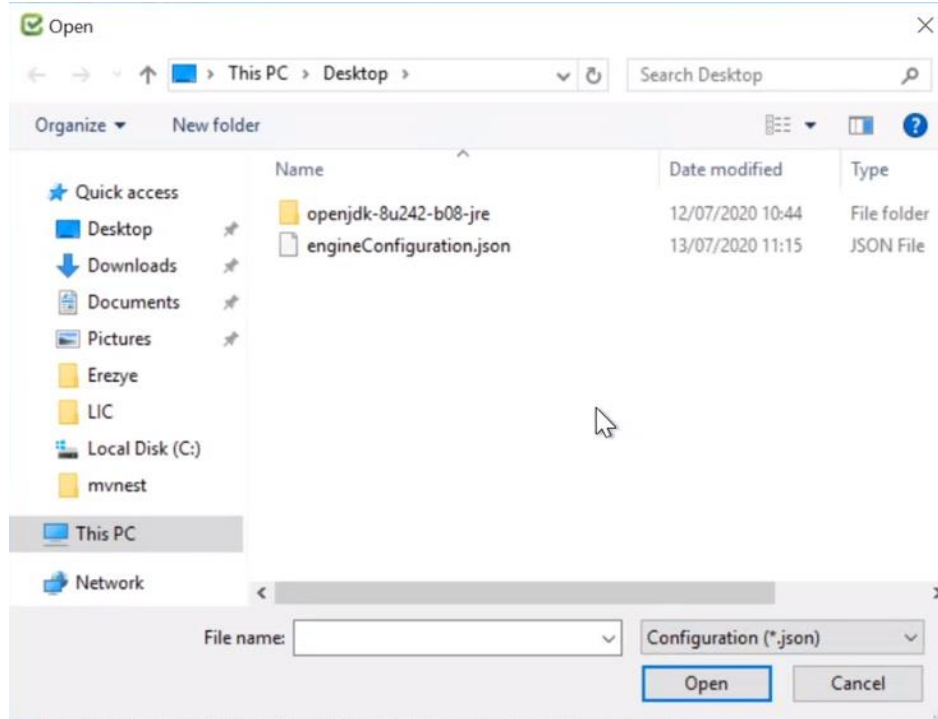 Open
This PC > Desktop >
Search Desktop
Organize
New folder
Name
Date modified
Type
Quick access
Desktop
Downloads
Documents
Pictures
Erezye
LIC
Local Disk (C:)
mvnest
This PC
Network
openjdk-8u242-b08-jre
12/07/2020 10:44
File folder
engineConfiguration.json
13/07/2020 11:15
JSON File
File name:
Configuration (*.json)
Open
Cancel